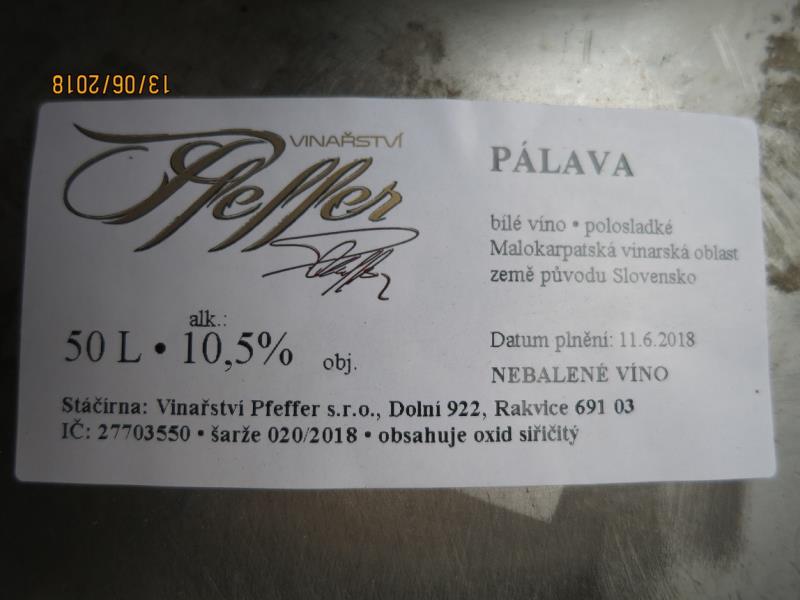 13/06/2018
VINAŘSTVÍ
Pfeffer
PÁLAVA
bílé víno • polosladké
Malokarpatská vinarská oblast
země původu Slovensko
alk.:
50 L • 10,5% obj.
Datum plnění: 11.6.2018
NEBALENÉ VÍNO
Stáčírna: Vinařství Pfeffer s.r.o., Dolní 922, Rakvice 691 03
IČ: 27703550 • šarže 020/2018 • obsahuje oxid siřičitý